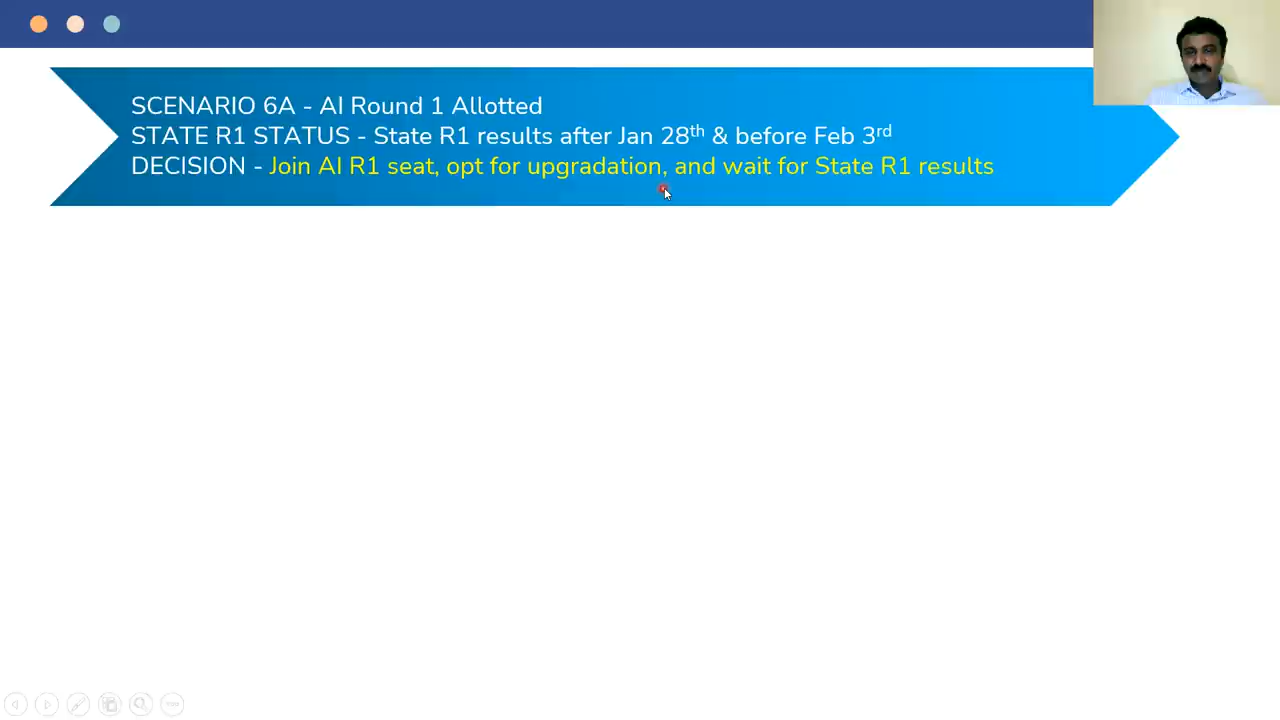 SCENARIO 6A - AI Round 1 Allotted
STATE R1 STATUS - State R1 results after Jan 28th & before Feb 3rd
DECISION - Join AI R1 seat, opt for upgradation, and wait for State R1 results